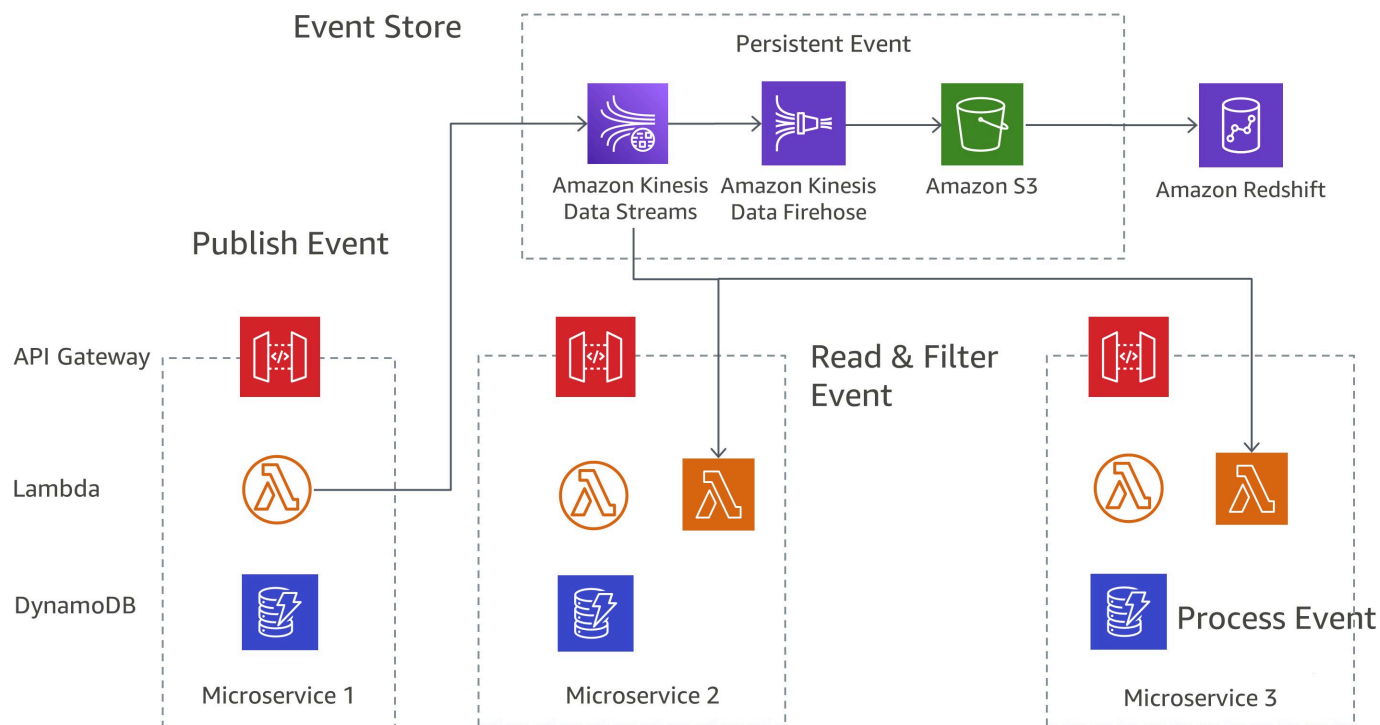 Event Store
Persistent Event
Amazon Kinesis
Data Streams
Amazon Kinesis
Data Firehose
Amazon S3
Amazon Redshift
Publish Event
API Gateway
Read & Filter
Event
Lambda
DynamoDB
Process Event
Microservice 1
Microservice 2
Microservice 3